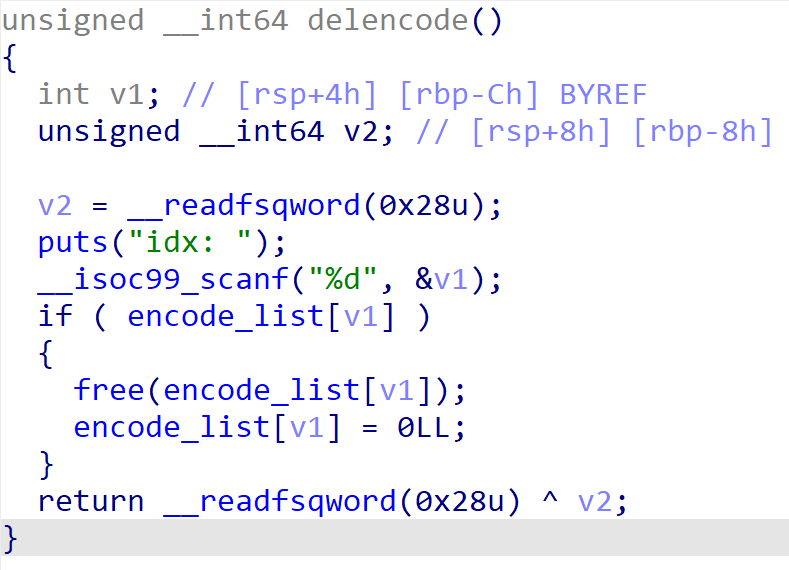 unsigned __int64 delencode()
{
int v1; // [rsp+4h] [rbp-Ch] BYREF
unsigned __int64 v2; // [rsp+8h] [rbp-8h]
v2 = __readfsqword(0x28u);
puts("idx: ");
__isoc99_scanf("%d", &v1);
if ( encode_list[v1] )
{
free(encode_list[v1]);
encode_list[v1] = 0LL;
}
return __readfsqword(0x28u) ^ v2;
}